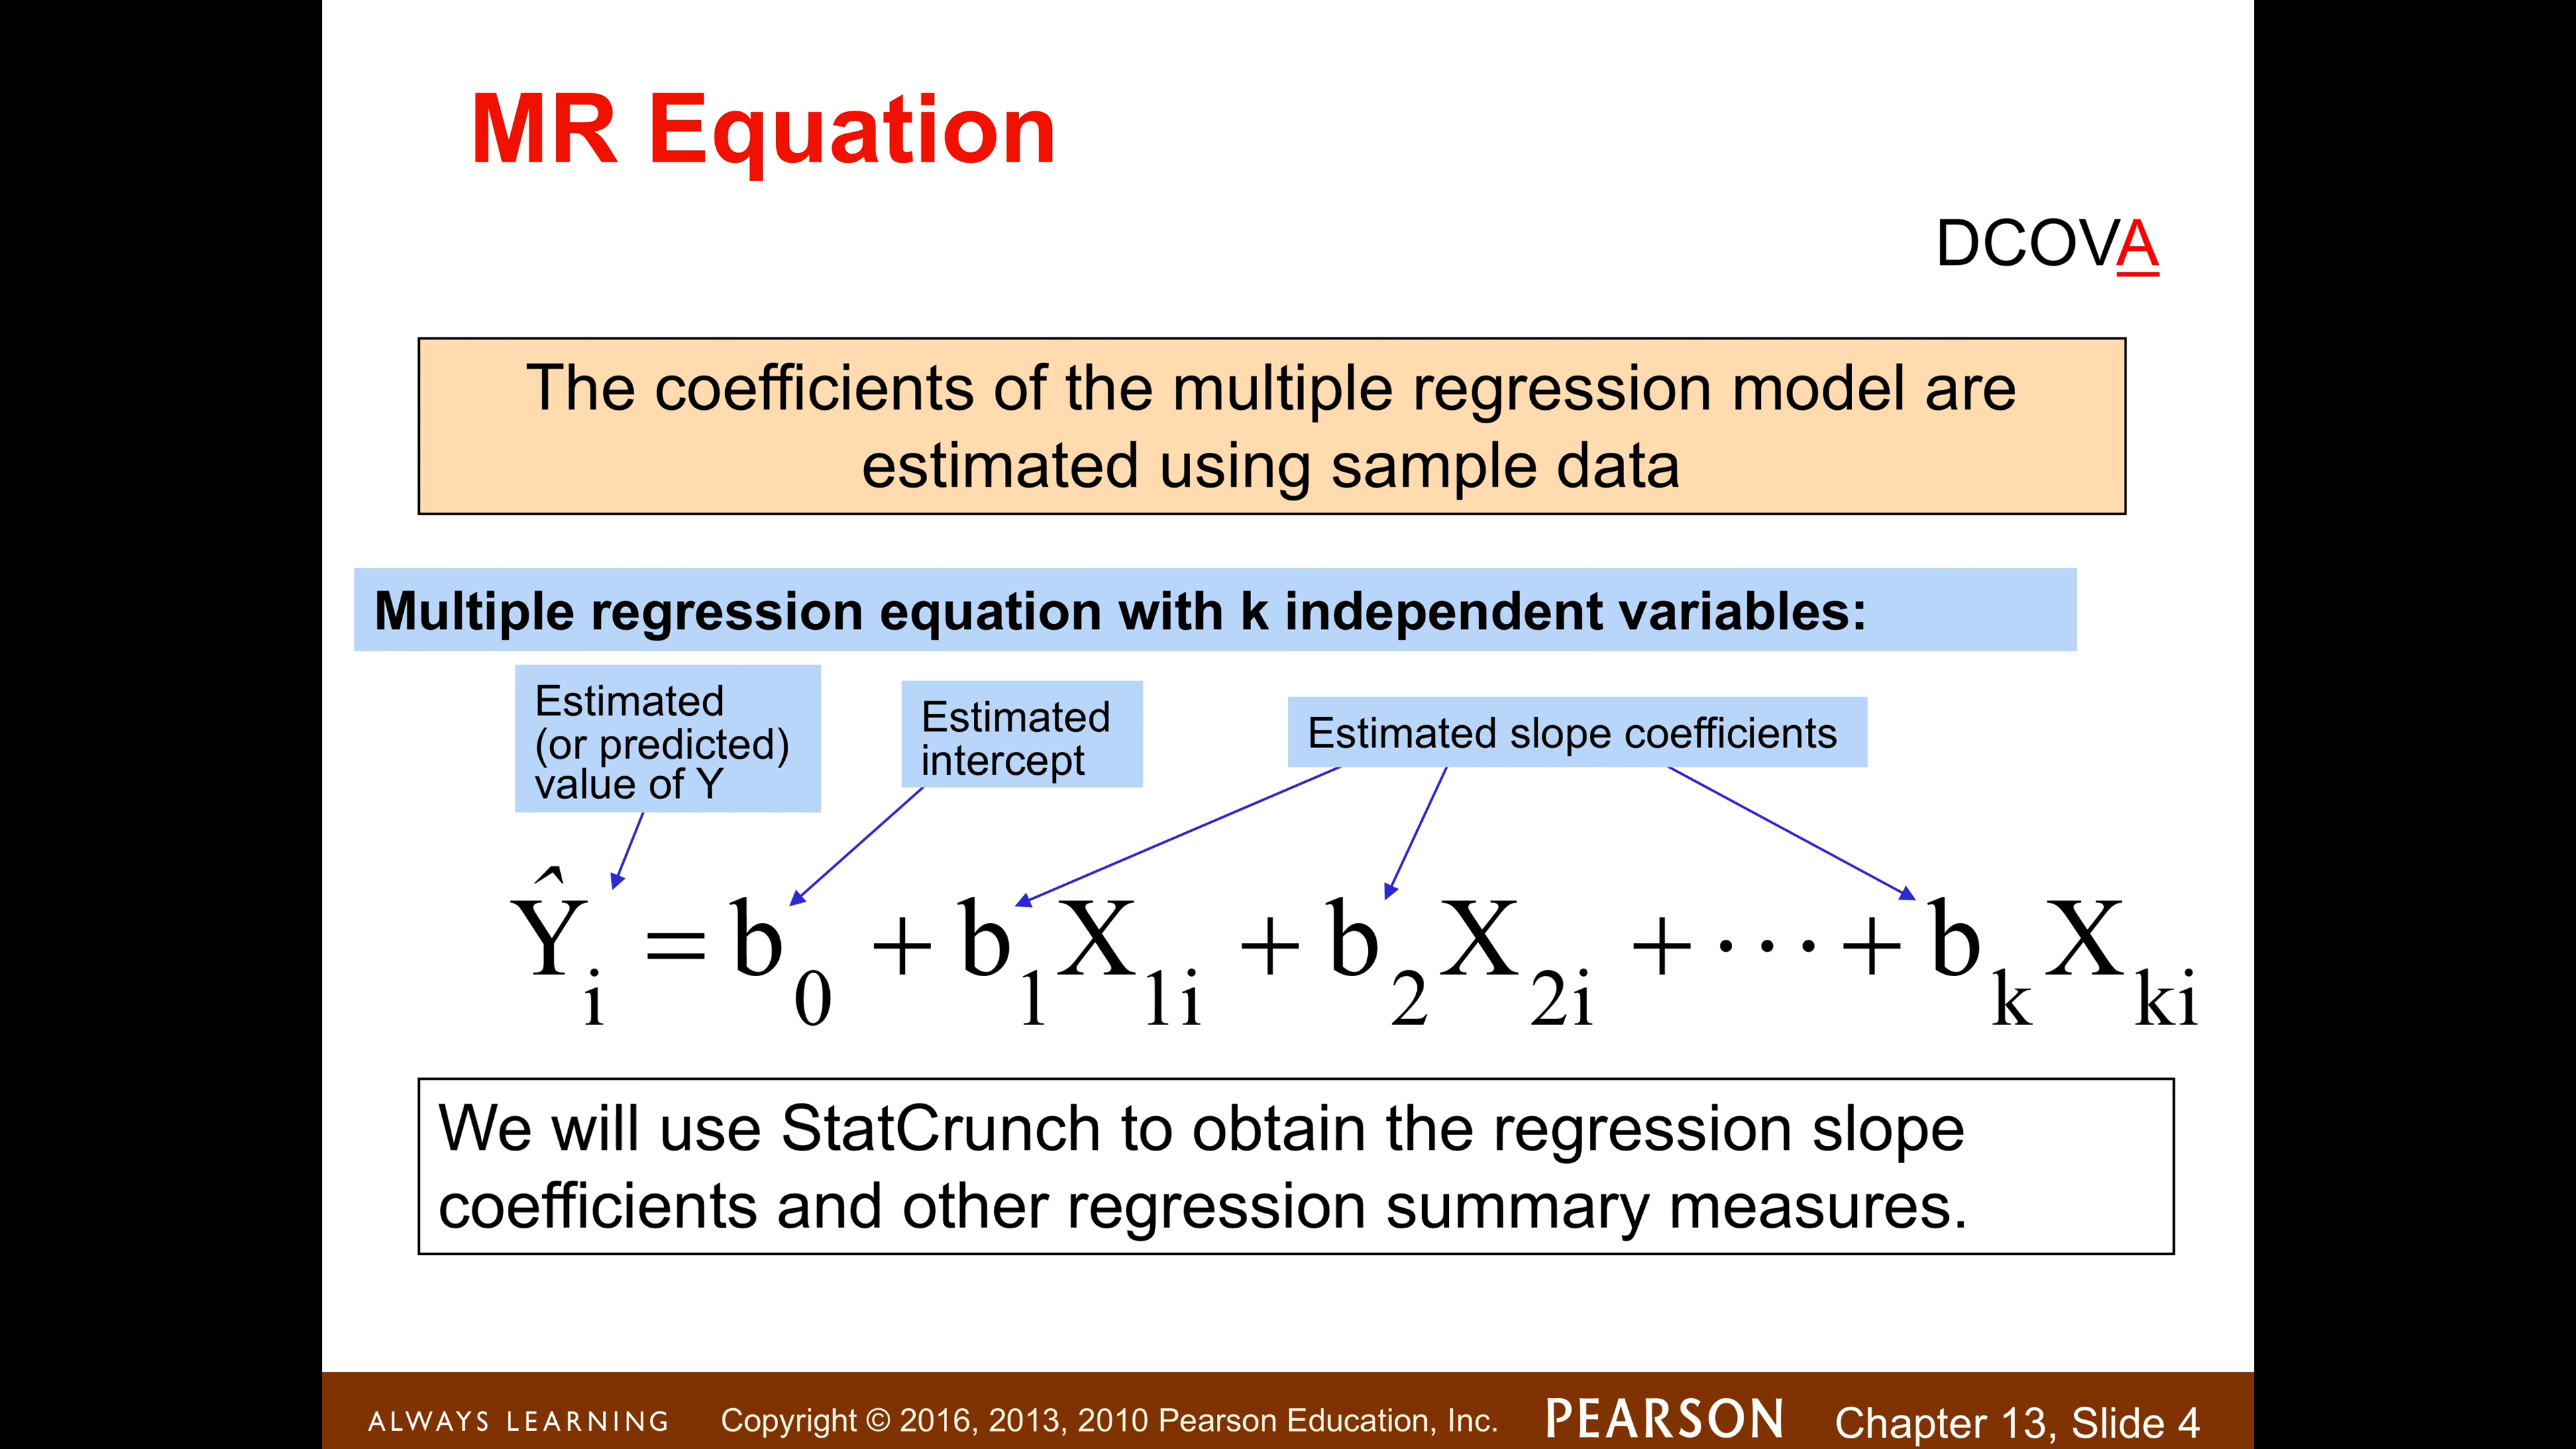 MR Equation
DCOVA
The coefficients of the multiple regression model are
estimated using sample data
Multiple regression equation with k independent variables:
Estimated
(or predicted)
value of Y
Estimated
intercept
Estimated slope coefficients
Ŷi = b0 + b1X1i + b2X2i + ··· + bkXki
We will use StatCrunch to obtain the regression slope
coefficients and other regression summary measures.
ALWAYS LEARNING Copyright © 2016, 2013, 2010 Pearson Education, Inc. PEARSON Chapter 13, Slide 4